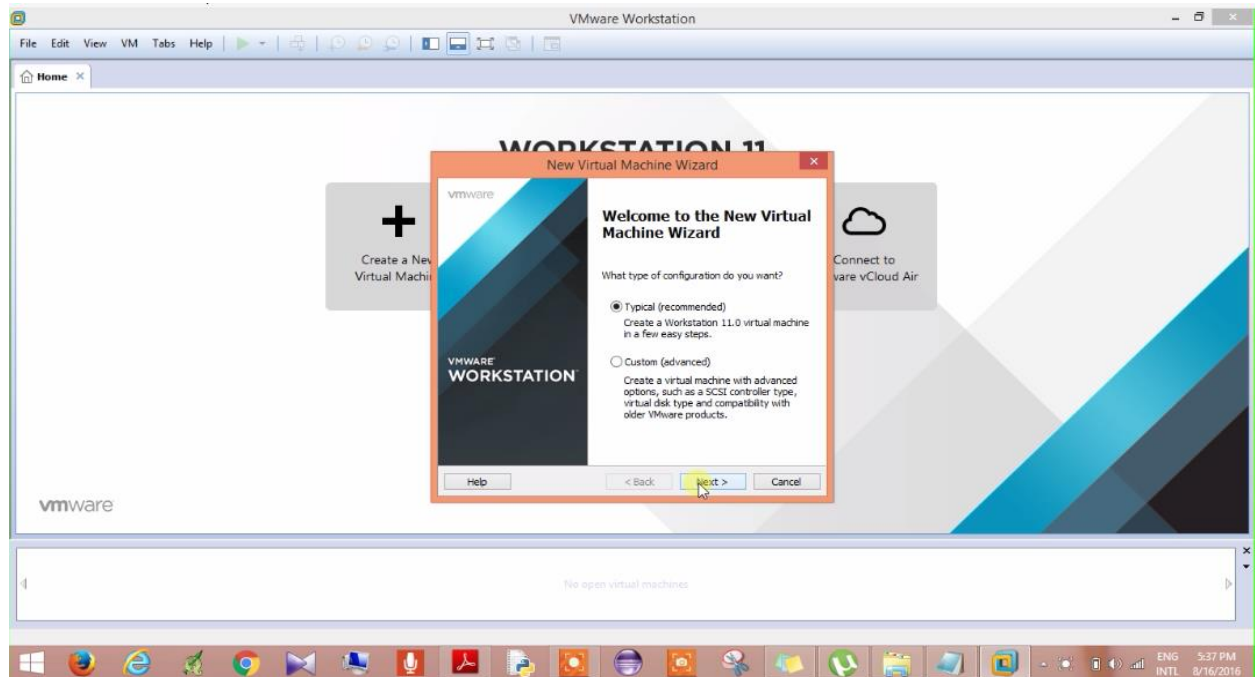 VMware Workstation
File Edit View VM Tabs Help
Home
WORKSTATION 11
New Virtual Machine Wizard
vmware
Welcome to the New Virtual
Machine Wizard
What type of configuration do you want?
Typical (recommended)
Create a Workstation 11.0 virtual machine
in a few easy steps.
Custom (advanced)
Create a virtual machine with advanced
options, such as a SCSI controller type,
virtual disk type and compatibility with
older VMware products.
VMWARE
WORKSTATION
Help
< Back
Next >
Cancel
Create a New
Virtual Machi
Connect to
ware vCloud Air
vmware
No open virtual machines
ENG 5:37 PM
INTL 8/16/2016